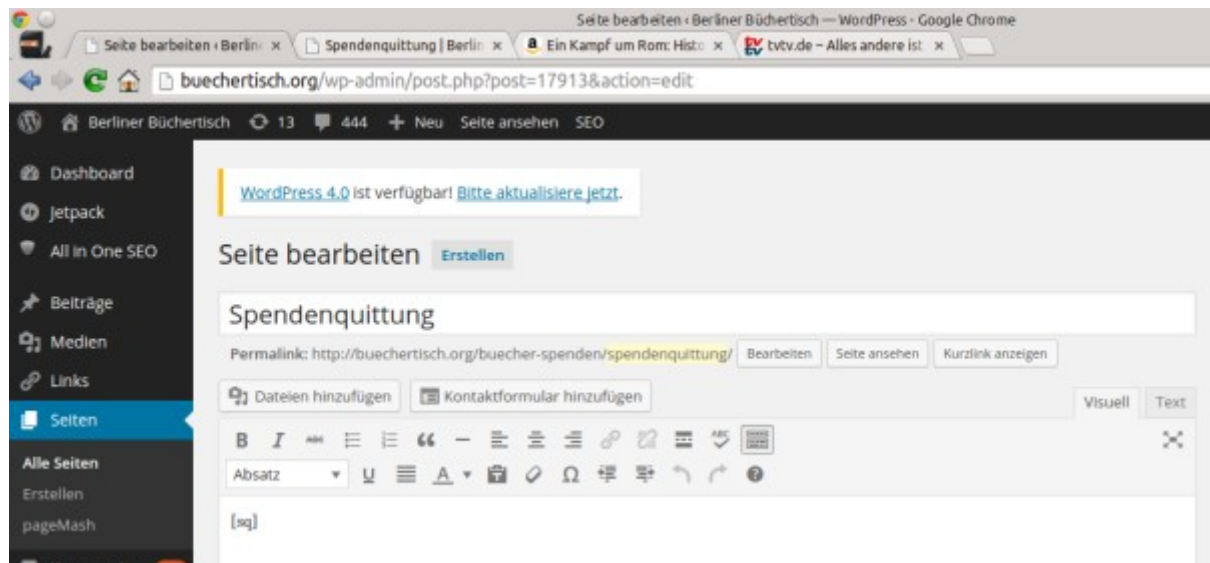 Seite bearbeiten ‹ Berliner Büchertisch — WordPress - Google Chrome
Seite bearbeiten ‹ Berlin × Spendenquittung | Berlin × Ein Kampf um Rom: Histo × tvtv.de – Alles andere ist ×
buechertisch.org/wp-admin/post.php?post=17913&action=edit
Berliner Büchertisch 13 444 + Neu Seite ansehen SEO
Dashboard
Jetpack
All in One SEO
Beiträge
Medien
Links
Seiten
Alle Seiten
Erstellen
pageMash
WordPress 4.0 ist verfügbar! Bitte aktualisiere jetzt.
Seite bearbeiten Erstellen
Spendenquittung
Permalink: http://buechertisch.org/buecher-spenden/spendenquittung/ Bearbeiten Seite ansehen Kurzlink anzeigen
Dateien hinzufügen Kontaktformular hinzufügen
Visuell Text
B I ABC “ — ABC
Absatz U A T Ω ?
[sq]